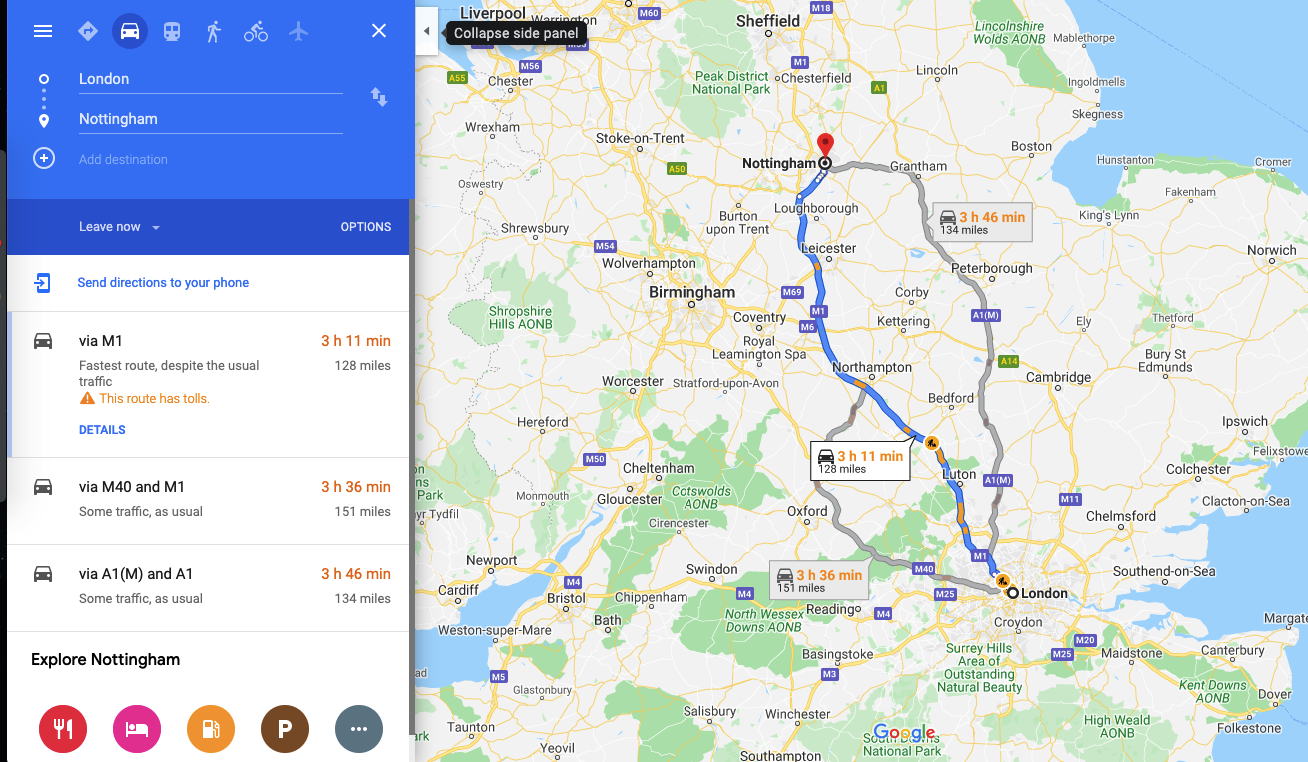 London
Nottingham
Add destination
Leave now
OPTIONS
Send directions to your phone
via M1
3 h 11 min
Fastest route, despite the usual
traffic
128 miles
This route has tolls.
DETAILS
via M40 and M1
3 h 36 min
Some traffic, as usual
151 miles
via A1(M) and A1
3 h 46 min
Some traffic, as usual
134 miles
Explore Nottingham
P
Collapse side panel
Liverpool
Warrington
M60
M18
Sheffield
Lincolnshire
Wolds AONB
Mablethorpe
M56
A55
Chester
Peak District
National Park
M1
Chesterfield
A1
Lincoln
Ingoldmells
Skegness
Wrexham
Stoke-on-Trent
Boston
Nottingham
Grantham
Hunstanton
Cromer
A50
Oswestry
Fakenham
Loughborough
3 h 46 min
134 miles
King's Lynn
Burton
upon Trent
Shrewsbury
M54
Leicester
Norwich
Wolverhampton
Peterborough
Birmingham
M69
Corby
Shropshire
Hills AONB
M1
M6
Coventry
Kettering
A1(M)
Ely
Thetford
Royal
Leamington Spa
Northampton
A14
Bury St
Edmunds
Worcester
Stratford-upon-Avon
Cambridge
Bedford
Hereford
Ipswich
3 h 11 min
128 miles
Felixstowe
M50
Cheltenham
Luton
Colchester
A1(M)
Monmouth
Gloucester
Cotswolds
AONB
M11
Clacton-on-Sea
Cirencester
Oxford
Chelmsford
Newport
M1
Swindon
3 h 36 min
151 miles
M40
Southend-on-Sea
Cardiff
M4
Bristol
Chippenham
M4
M25
London
North Wessex
Downs AONB
Reading
M4
Bath
Croydon
Margate
Weston-super-Mare
M20
M25
Surrey Hills
Area of
Outstanding
Natural Beauty
Basingstoke
Maidstone
Canterbury
M5
M3
Glastonbury
Kent Downs
AONB
Dover
Salisbury
Winchester
Taunton
High Weald
AONB
Folkestone
Google
Yeovil
South Downs
National Park